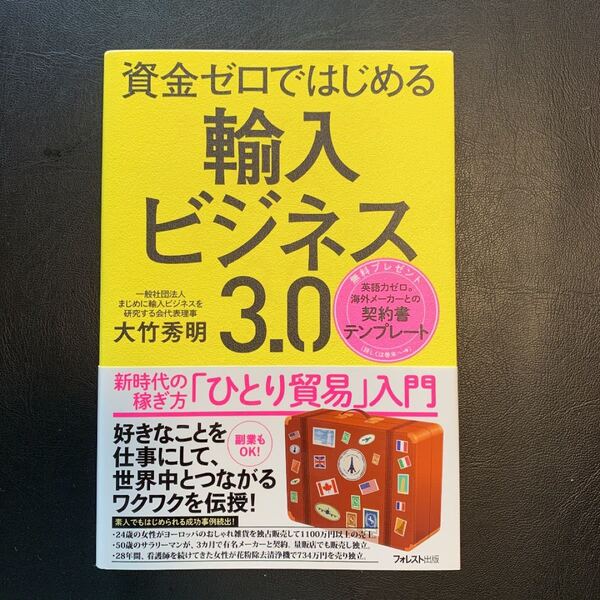 資金ゼロではじめる
輸入
ビジネス
3.0
一般社団法人
まじめに輸入ビジネスを
研究する会代表理事
大竹秀明
無料プレゼント
英語力ゼロ。
海外メーカーとの
契約書
テンプレート
(詳しくは巻末へ→)
新時代の
稼ぎ方
「ひとり貿易」入門
好きなことを
仕事にして、
世界中とつながる
ワクワクを伝授!
副業も
OK!
素人でもはじめられる成功事例続出!
・24歳の女性がヨーロッパのおしゃれ雑貨を独占販売して1100万円以上の売上。
・50歳のサラリーマンが、3カ月で有名メーカーと契約。量販店でも販売し独立。
・28年間、看護師を続けてきた女性が花粉除去清浄機で734万円を売り独立。
フォレスト出版